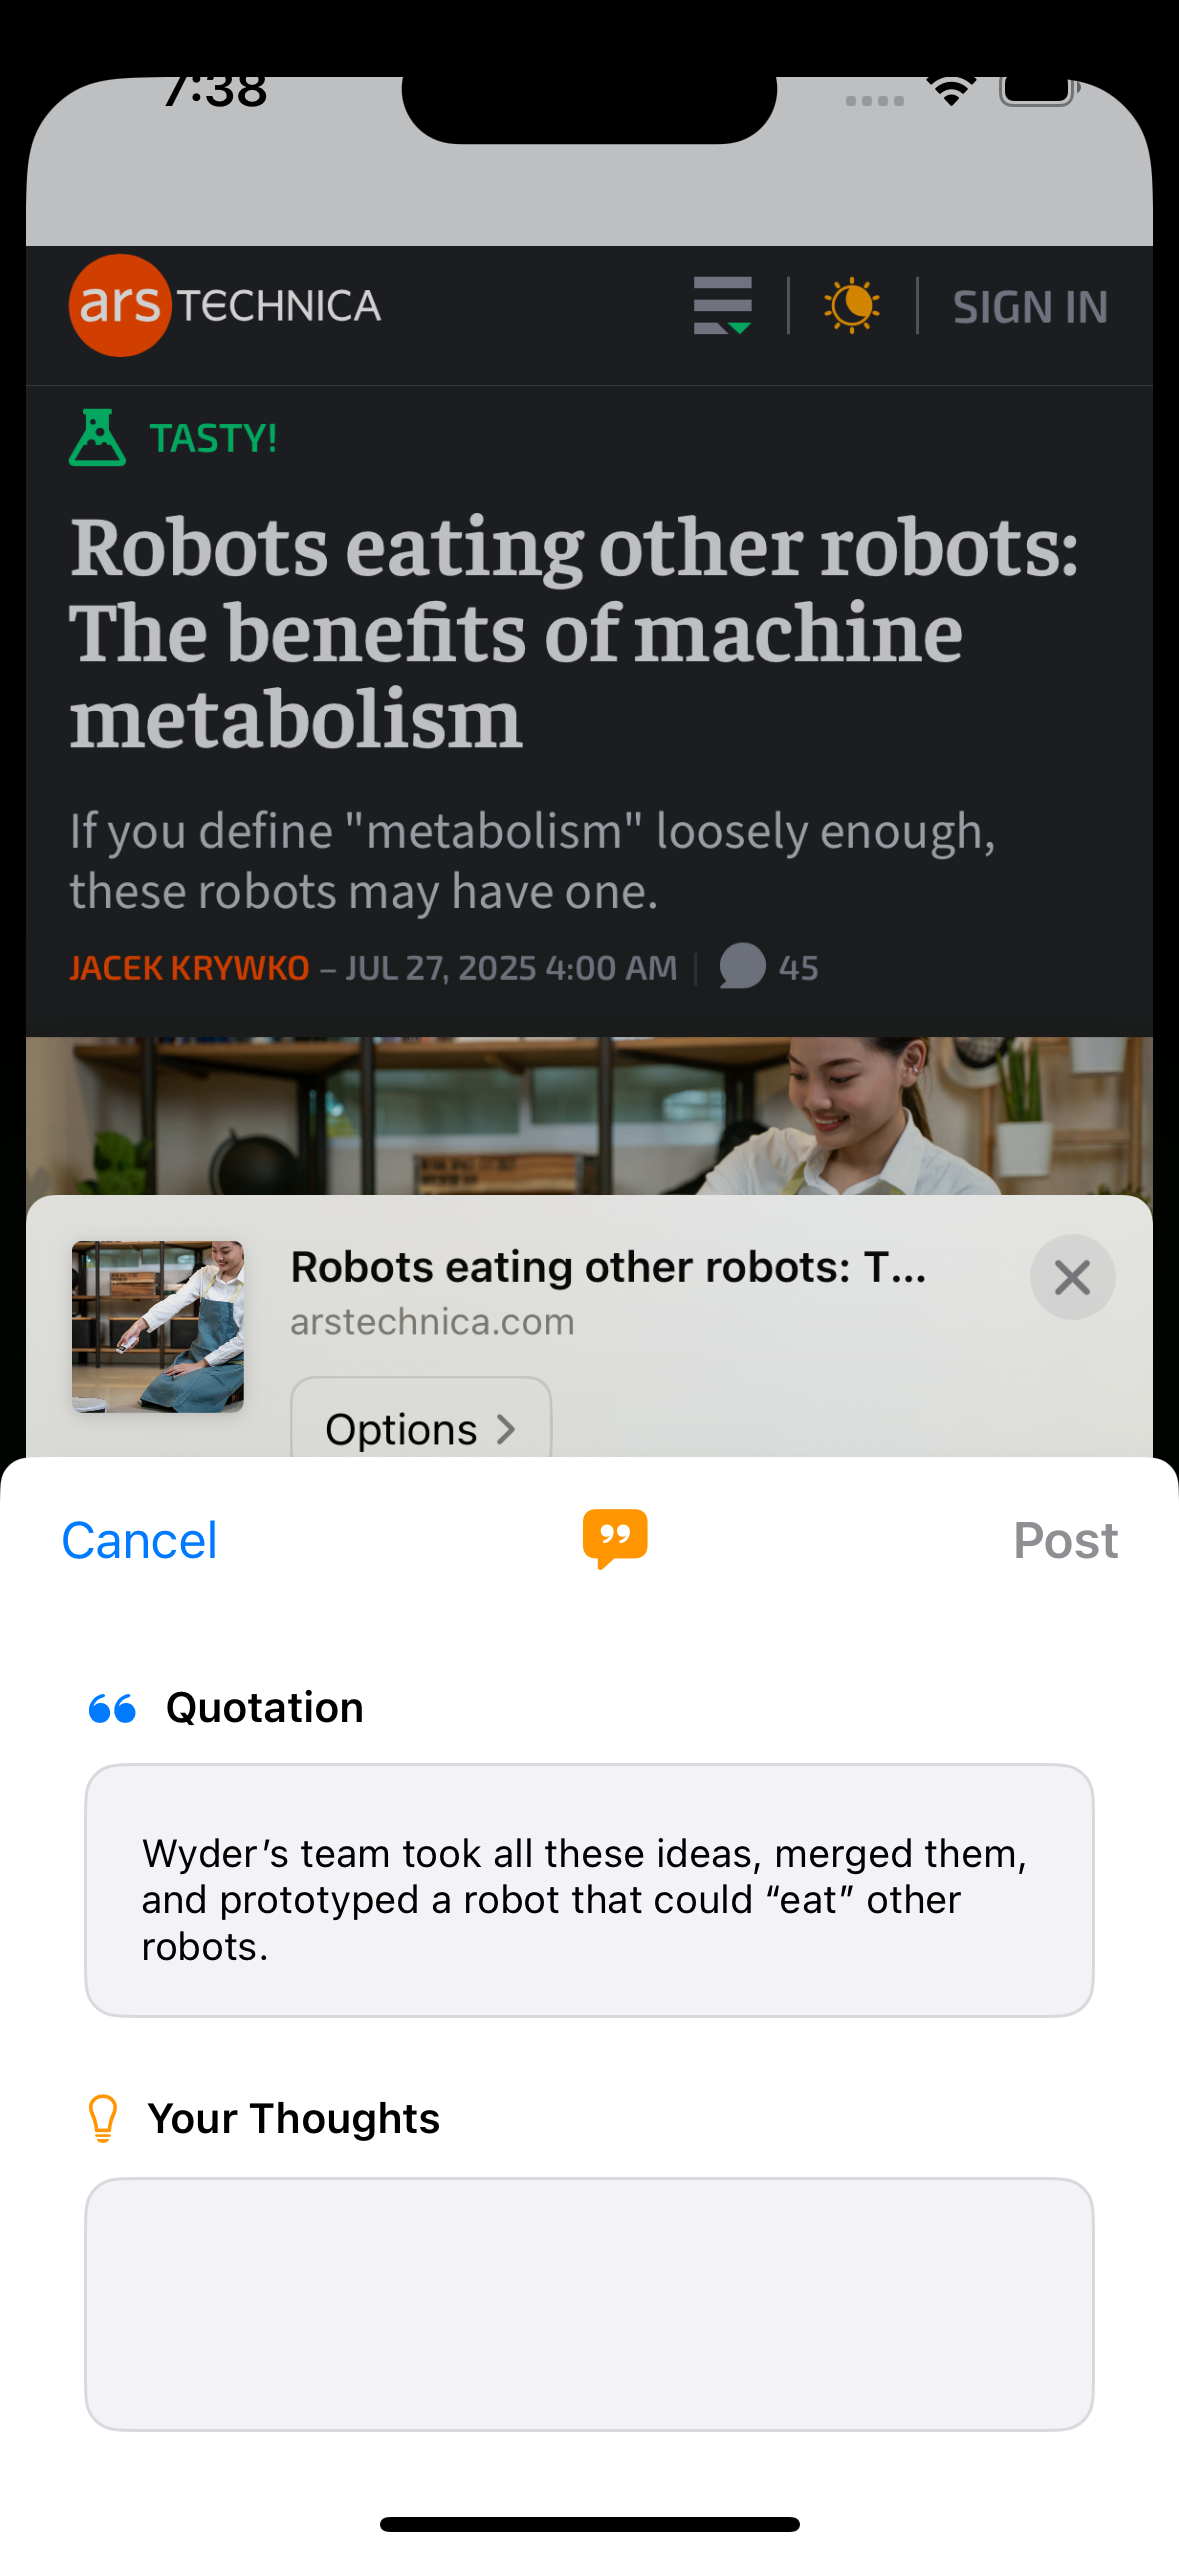 7:38
ars TECHNICA
SIGN IN
TASTY!
Robots eating other robots:
The benefits of machine
metabolism
If you define "metabolism" loosely enough,
these robots may have one.
JACEK KRYWKO – JUL 27, 2025 4:00 AM | 45
Robots eating other robots: T...
arstechnica.com
Options
Cancel
Post
Quotation
Wyder’s team took all these ideas, merged them,
and prototyped a robot that could “eat” other
robots.
Your Thoughts